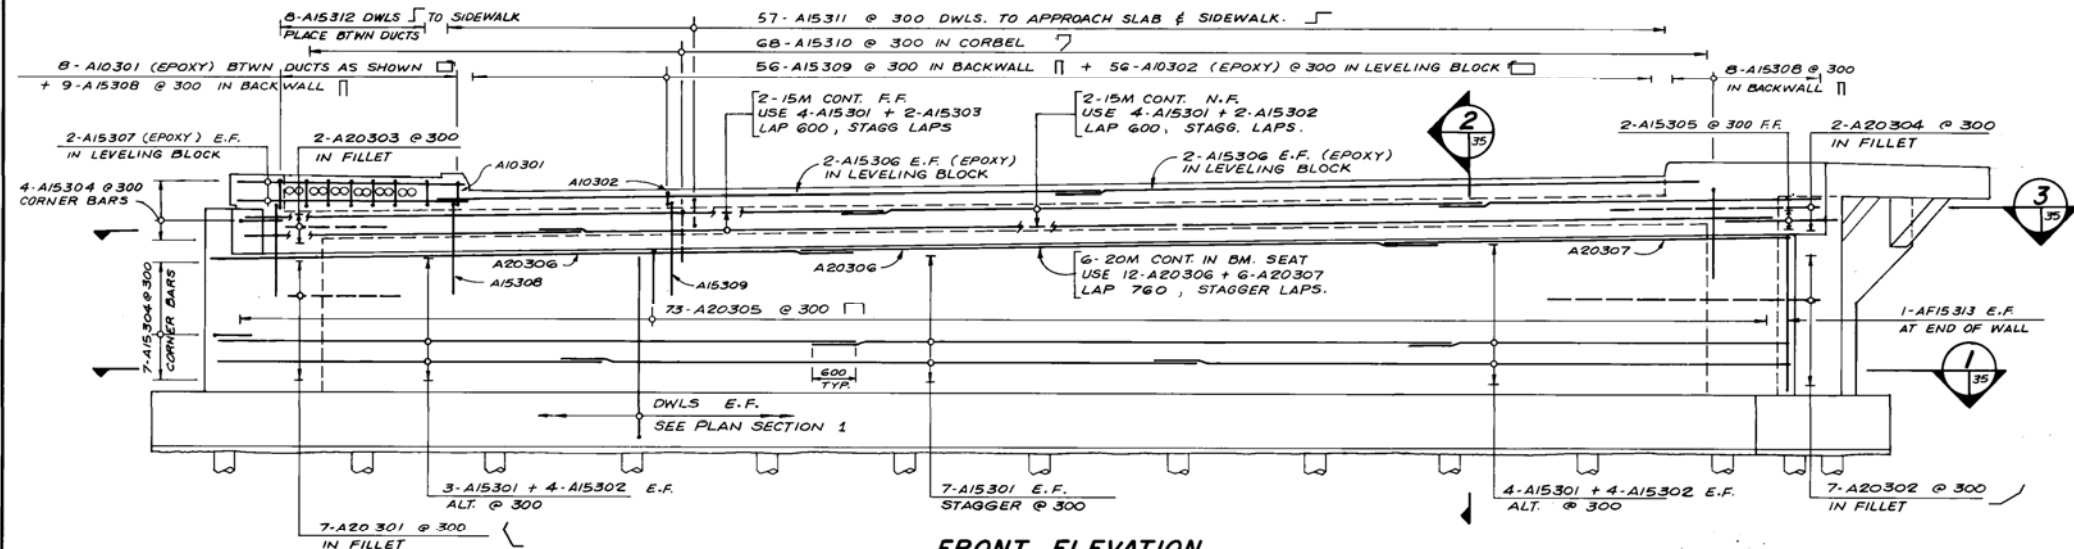 8-A15312 DWLS TO SIDEWALK
PLACE BTWN DUCTS
57-A15311 @ 300 DWLS. TO APPROACH SLAB & SIDEWALK.
68-A15310 @ 300 IN CORBEL
8-A10301 (EPOXY) BTWN DUCTS AS SHOWN
+ 9-A15308 @ 300 IN BACKWALL
56-A15309 @ 300 IN BACKWALL + 56-A10302 (EPOXY) @ 300 IN LEVELING BLOCK
8-A15308 @ 300
IN BACKWALL
2-15M CONT. F.F.
USE 4-A15301 + 2-A15303
LAP 600, STAGG LAPS
2-15M CONT. N.F.
USE 4-A15301 + 2-A15302
LAP 600, STAGG. LAPS.
2
35
2-A15307 (EPOXY) E.F.
IN LEVELING BLOCK
2-A20303 @ 300
IN FILLET
2-A15305 @ 300 F.F.
2-A20304 @ 300
IN FILLET
A10301
2-A15306 E.F. (EPOXY)
IN LEVELING BLOCK
2-A15306 E.F. (EPOXY)
IN LEVELING BLOCK
4-A15304 @ 300
CORNER BARS
A10302
3
35
A20306
A15308
A15309
A20306
6-20M CONT. IN BM. SEAT
USE 12-A20306 + 6-A20307
LAP 760, STAGGER LAPS.
A20307
7-A15304 @ 300
CORNER BARS
73-A20305 @ 300
1-AF15313 E.F.
AT END OF WALL
600
TYP.
1
35
DWLS E.F.
SEE PLAN SECTION 1
3-A15301 + 4-A15302 E.F.
ALT. @ 300
7-A15301 E.F.
STAGGER @ 300
4-A15301 + 4-A15302 E.F.
ALT. @ 300
7-A20302 @ 300
IN FILLET
7-A20301 @ 300
IN FILLET
FRONT ELEVATION